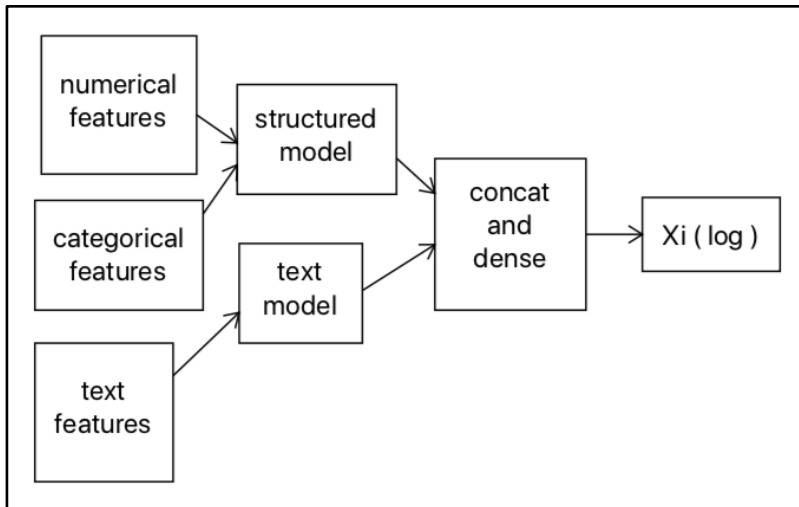 numerical
features
structured
model
categorical
features
text
model
text
features
concat
and
dense
Xi ( log )